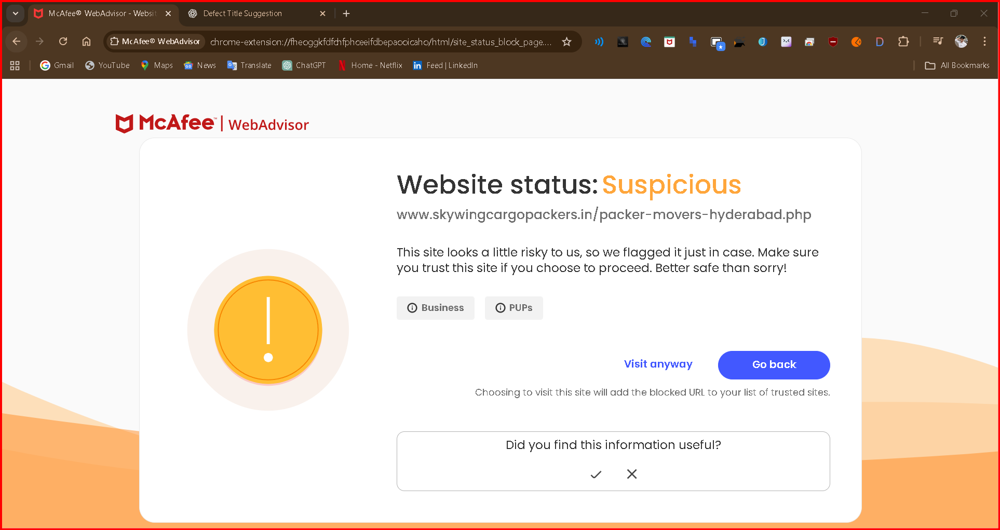 McAfee® WebAdvisor - Websit
Defect Title Suggestion
McAfee® WebAdvisor
chrome-extension://fheoggkfdfchfphceeifdbepaooicaho/html/site_status_block_page....
Gmail
YouTube
Maps
News
Translate
ChatGPT
Home - Netflix
Feed | LinkedIn
All Bookmarks
McAfee™ | WebAdvisor
Website status: Suspicious
www.skywingcargopackers.in/packer-movers-hyderabad.php
This site looks a little risky to us, so we flagged it just in case. Make sure
you trust this site if you choose to proceed. Better safe than sorry!
Business
PUPs
Visit anyway
Go back
Choosing to visit this site will add the blocked URL to your list of trusted sites.
Did you find this information useful?